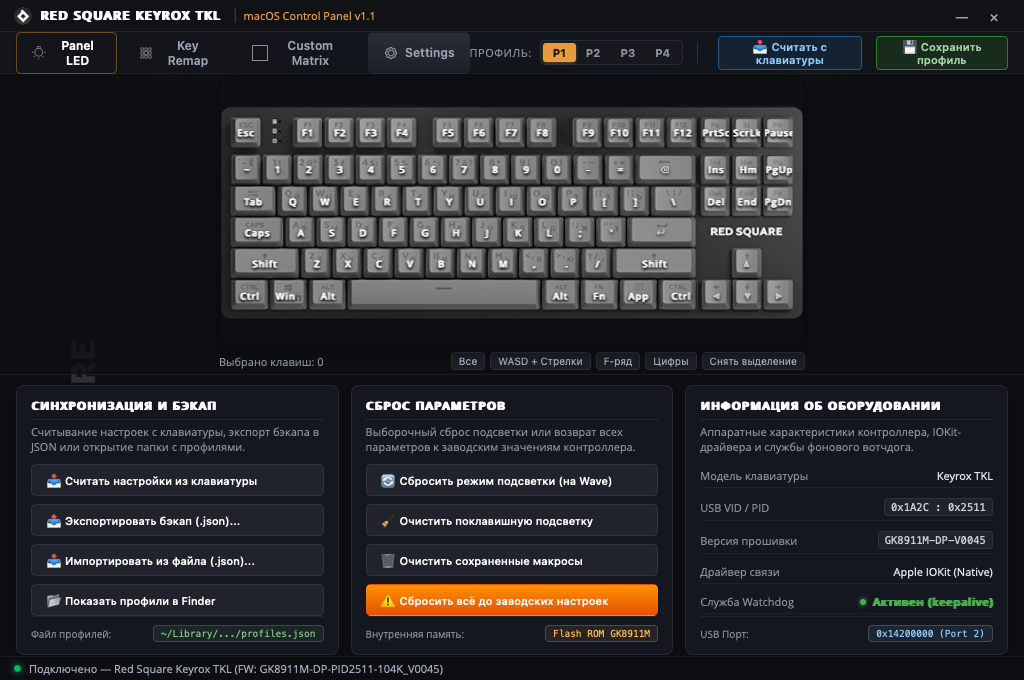 RED SQUARE KEYROX TKL
macOS Control Panel v1.1
Panel LED
Key Remap
Custom Matrix
Settings
ПРОФИЛЬ:
P1 P2 P3 P4
📥 Считать с клавиатуры
💾 Сохранить профиль
Esc F1 F2 F3 F4 F5 F6 F7 F8 F9 F10 F11 F12 PrtSc ScrLk Pause
~ 1 2 3 4 5 6 7 8 9 0 - = ⌫ Ins Hm PgUp
Tab Q W E R T Y U I O P [ ] \ Del End PgDn
Caps A S D F G H J K L ; ' ↵ RED SQUARE
Shift Z X C V B N M , . / Shift ▲
Ctrl Win Alt Alt Fn App Ctrl ◀ ▼ ▶
RE
Выбрано клавиш: 0
Все
WASD + Стрелки
F-ряд
Цифры
Снять выделение
СИНХРОНИЗАЦИЯ И БЭКАП
Считывание настроек с клавиатуры, экспорт бэкапа в
JSON или открытие папки с профилями.
📥 Считать настройки из клавиатуры
📤 Экспортировать бэкап (.json)...
📥 Импортировать из файла (.json)...
📂 Показать профили в Finder
Файл профилей:
~/Library/.../profiles.json
СБРОС ПАРАМЕТРОВ
Выборочный сброс подсветки или возврат всех
параметров к заводским значениям контроллера.
🔄 Сбросить режим подсветки (на Wave)
🧹 Очистить поклавишную подсветку
🗑 Очистить сохраненные макросы
⚠️ Сбросить всё до заводских настроек
Внутренняя память:
Flash ROM GK8911M
ИНФОРМАЦИЯ ОБ ОБОРУДОВАНИИ
Аппаратные характеристики контроллера, IOKit-
драйвера и службы фонового вотчдога.
Модель клавиатуры
Keyrox TKL
USB VID / PID
0x1A2C : 0x2511
Версия прошивки
GK8911M-DP-V0045
Драйвер связи
Apple IOKit (Native)
Служба Watchdog
● Активен (keepalive)
USB Порт:
0x14200000 (Port 2)
Подключено — Red Square Keyrox TKL (FW: GK8911M-DP-PID2511-104K_V0045)